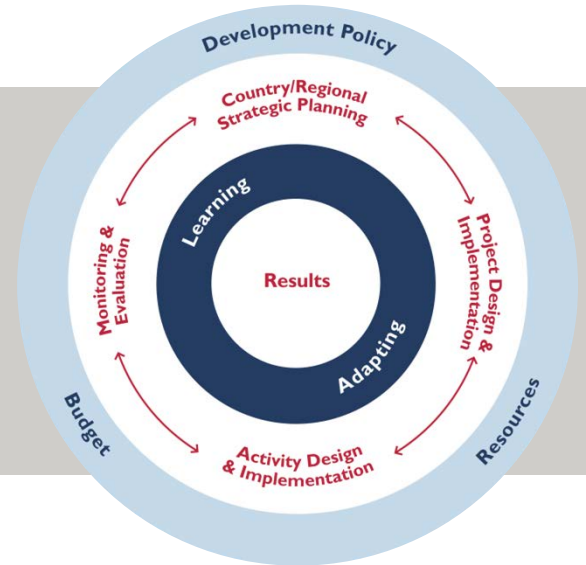 Development Policy
Country/Regional
Strategic Planning
Learning
Monitoring &
Evaluation
Results
Project Design &
Implementation
Adapting
Budget
Resources
Activity Design
& Implementation